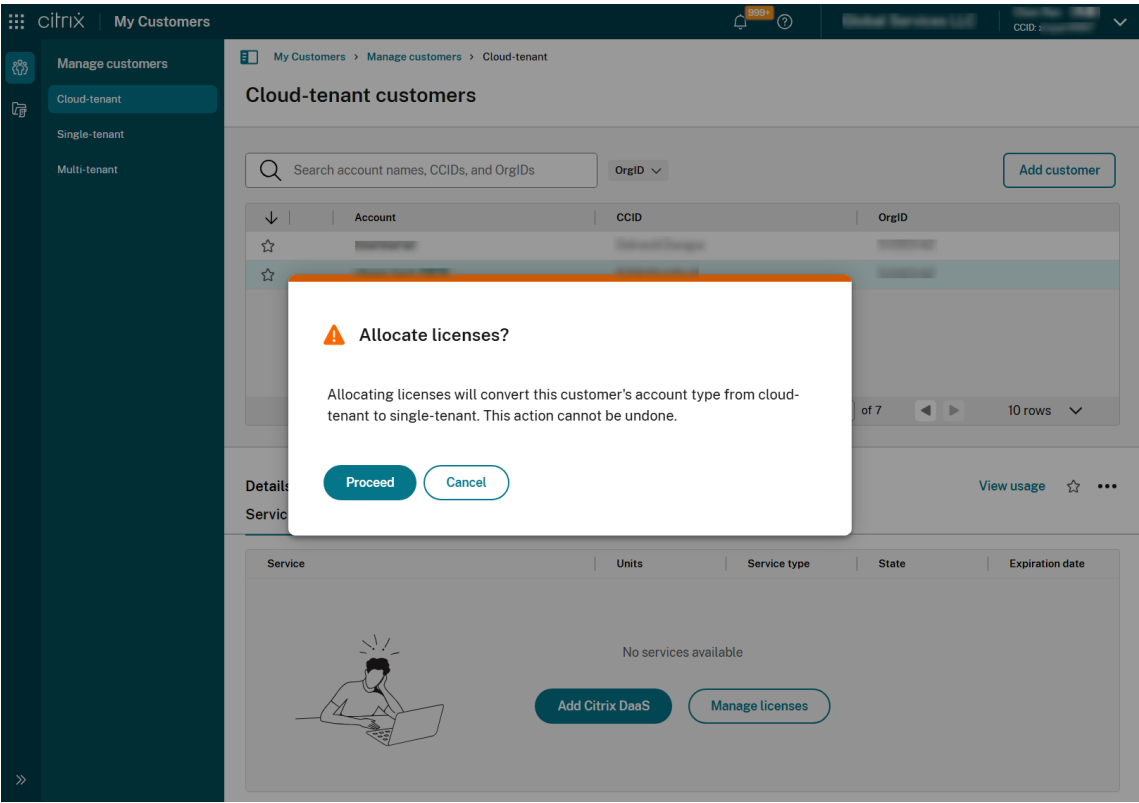 citrix My Customers 999+
CCID:
Manage customers
Cloud-tenant
Single-tenant
Multi-tenant
My Customers > Manage customers > Cloud-tenant
Cloud-tenant customers
Search account names, CCIDs, and OrgIDs OrgID Add customer
Account CCID OrgID
Allocate licenses?
Allocating licenses will convert this customer's account type from cloud-
tenant to single-tenant. This action cannot be undone.
of 7 10 rows
Proceed Cancel
Details View usage
Servic
Service Units Service type State Expiration date
No services available
Add Citrix DaaS Manage licenses